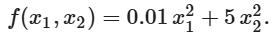 f(x₁, x₂) = 0.01 x₁² + 5 x₂².